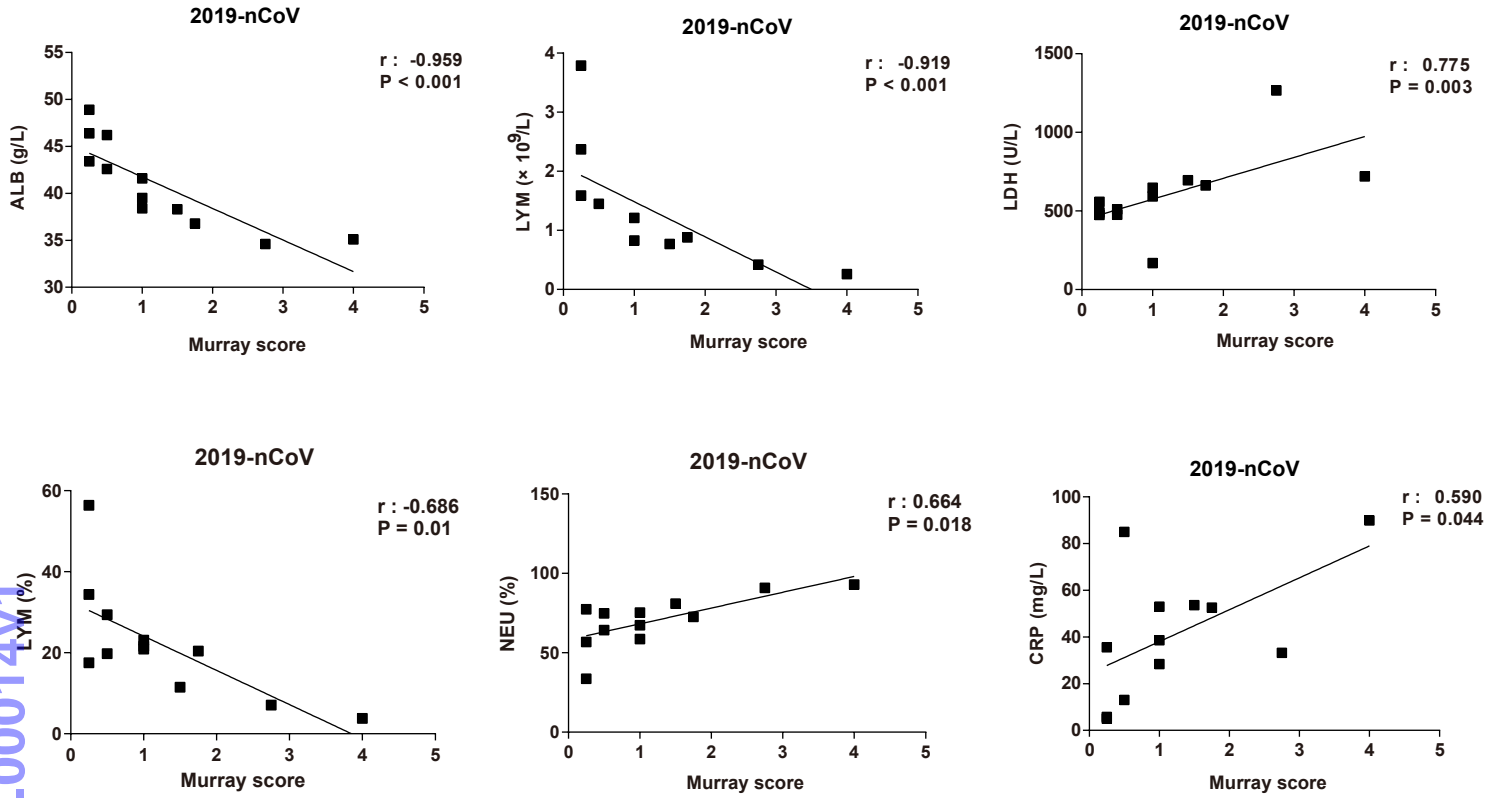 2019-nCoV
r : -0.959
P < 0.001
ALB (g/L)
55
50
45
40
35
30
0 1 2 3 4 5
Murray score
2019-nCoV
r : -0.919
P < 0.001
LYM (× 10⁹/L)
4
3
2
1
0
0 1 2 3 4 5
Murray score
2019-nCoV
r : 0.775
P = 0.003
LDH (U/L)
1500
1000
500
0
0 1 2 3 4 5
Murray score
2019-nCoV
r : -0.686
P = 0.01
LYM (%)
60
40
20
0
0 1 2 3 4 5
Murray score
2019-nCoV
r : 0.664
P = 0.018
NEU (%)
150
100
50
0
0 1 2 3 4 5
Murray score
2019-nCoV
r : 0.590
P = 0.044
CRP (mg/L)
100
80
60
40
20
0
0 1 2 3 4 5
Murray score